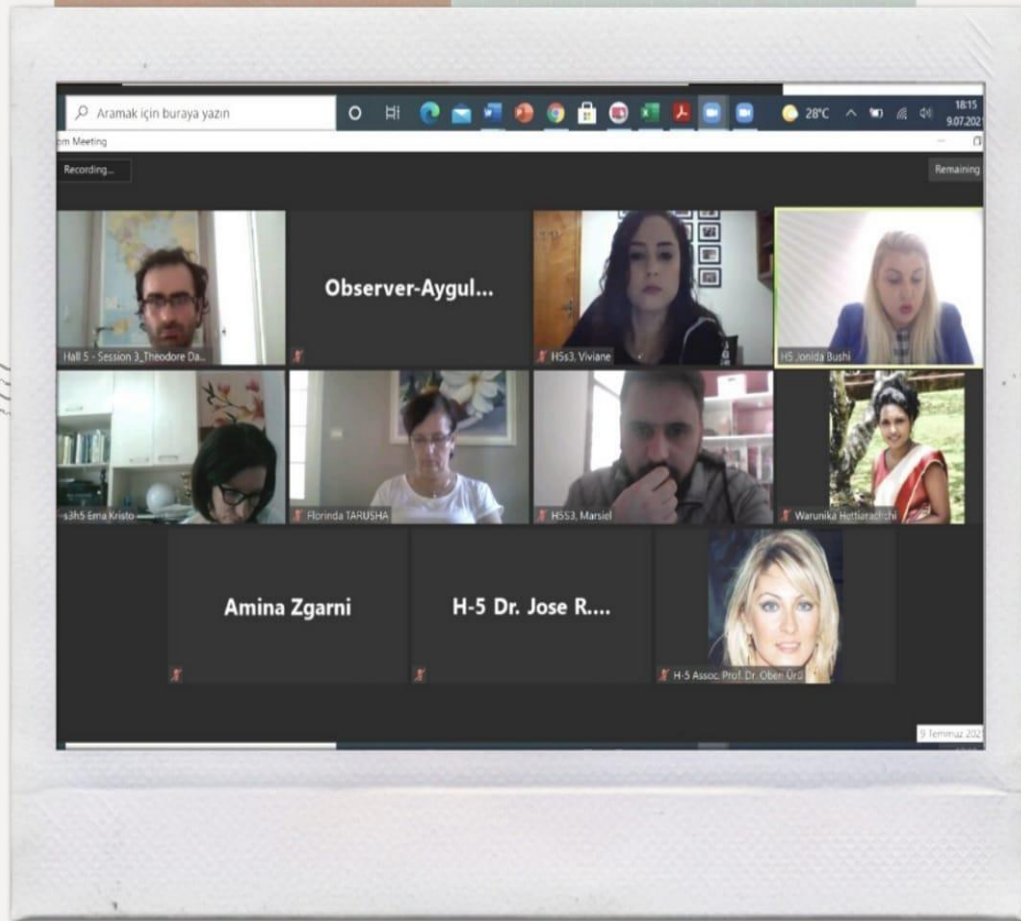 Aramak için buraya yazın
28°C
18:15
9.07.202
om Meeting
Recording...
Remaining
Hall 5 - Session 3_Theodore Da...
Observer-Aygul...
H5s3, Viviane
H5 Jonida Bushi
s3h5 Ema Kristo
Florinda TARUSHA
H5S3, Marsiel
Warunika Hettiarachchi
Amina Zgarni
H-5 Dr. Jose R....
H-5 Assoc. Prof. Dr. Oben
9 Temmuz 202